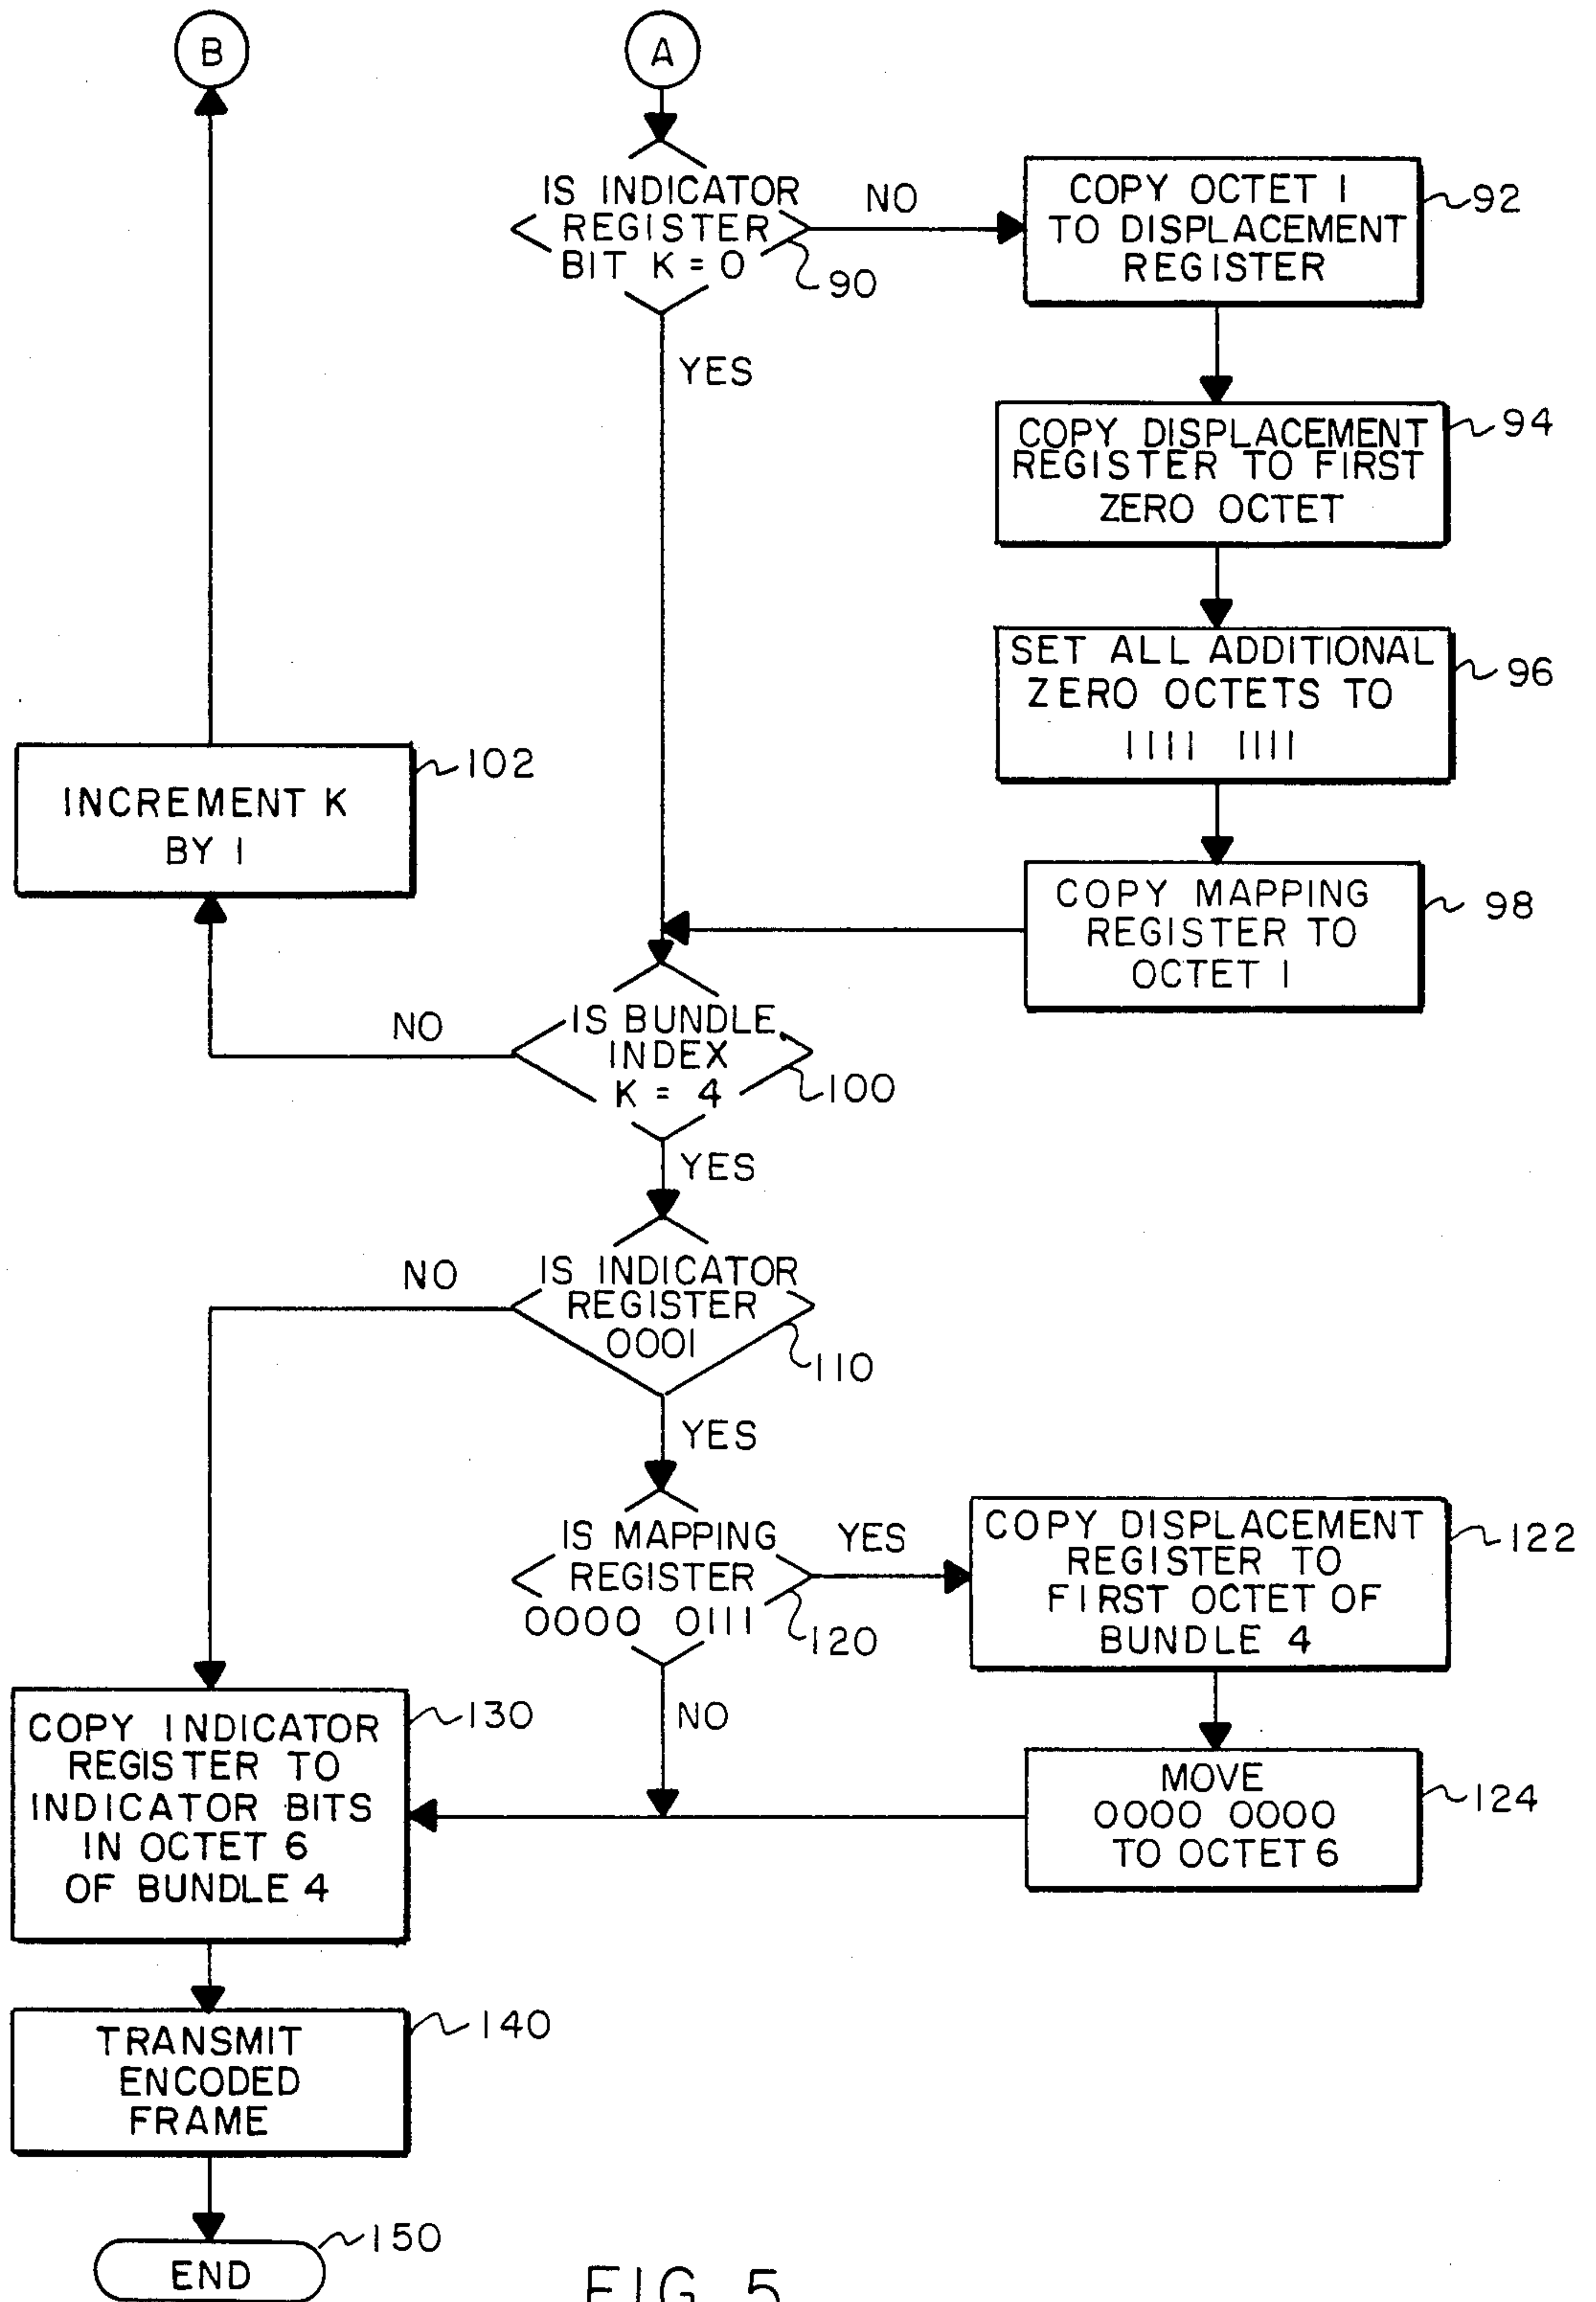 B
A
IS INDICATOR
REGISTER
BIT K = 0
90
NO
YES
COPY OCTET 1
TO DISPLACEMENT
REGISTER
92
COPY DISPLACEMENT
REGISTER TO FIRST
ZERO OCTET
94
SET ALL ADDITIONAL
ZERO OCTETS TO
1111 1111
96
COPY MAPPING
REGISTER TO
OCTET 1
98
INCREMENT K
BY 1
102
NO
IS BUNDLE
INDEX
K = 4
100
YES
NO
IS INDICATOR
REGISTER
0001
110
YES
IS MAPPING
REGISTER
0000 0111
120
YES
NO
COPY DISPLACEMENT
REGISTER TO
FIRST OCTET OF
BUNDLE 4
122
MOVE
0000 0000
TO OCTET 6
124
COPY INDICATOR
REGISTER TO
INDICATOR BITS
IN OCTET 6
OF BUNDLE 4
130
TRANSMIT
ENCODED
FRAME
140
END
150
FIG. 5